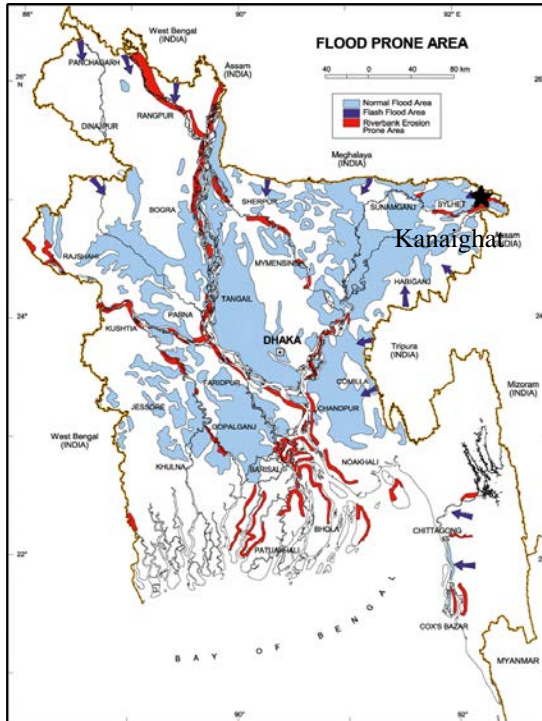 88
90
92 E
FLOOD PRONE AREA
40 0 40 80 km
Normal Flood Area
Flash Flood Area
Riverbank Erosion
Prone Area
West Bengal
(INDIA)
PANCHAGARH
Assam
(INDIA)
26
N
RANGPUR
DINAJPUR
Meghalaya
(INDIA)
SHERPUR
SUNAMGANJ
SYLHET
BOGRA
Kanaighat
Assam
(INDIA)
RAJSHAHI
MYMENSINGH
HABIGANJ
TANGAIL
24
PABNA
KUSHTIA
DHAKA
Tripura
(INDIA)
FARIDPUR
COMILLA
Mizoram
(INDIA)
JESSORE
CHANDPUR
GOPALGANJ
West Bengal
(INDIA)
KHULNA
BARISAL
NOAKHALI
CHITTAGONG
BHOLA
PATUAKHALI
22
COX'S BAZAR
BAY OF BENGAL
MYANMAR
90
92